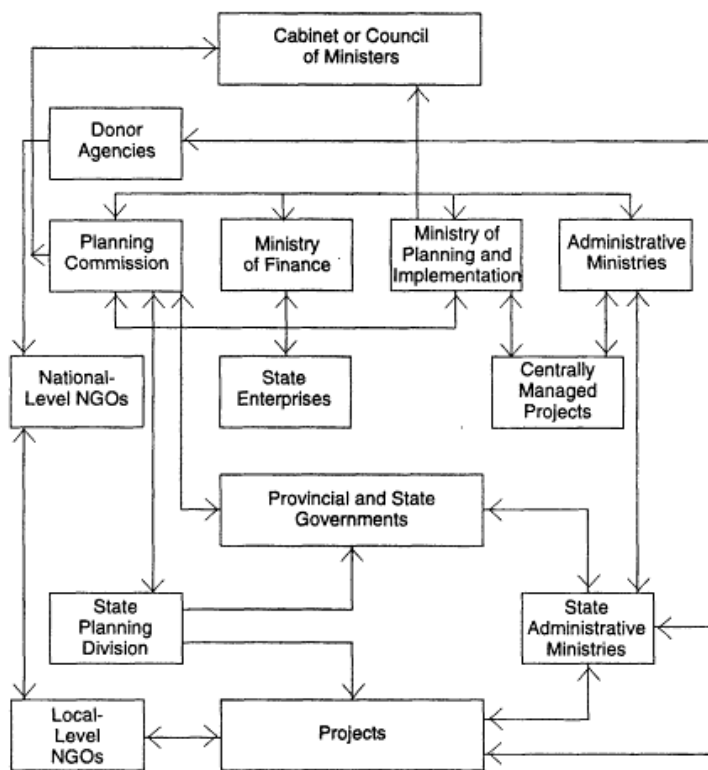 Cabinet or Council
of Ministers
Donor
Agencies
Planning
Commission
Ministry
of Finance
Ministry of
Planning and
Implementation
Administrative
Ministries
National-
Level NGOs
State
Enterprises
Centrally
Managed
Projects
Provincial and State
Governments
State
Planning
Division
State
Administrative
Ministries
Local-
Level
NGOs
Projects